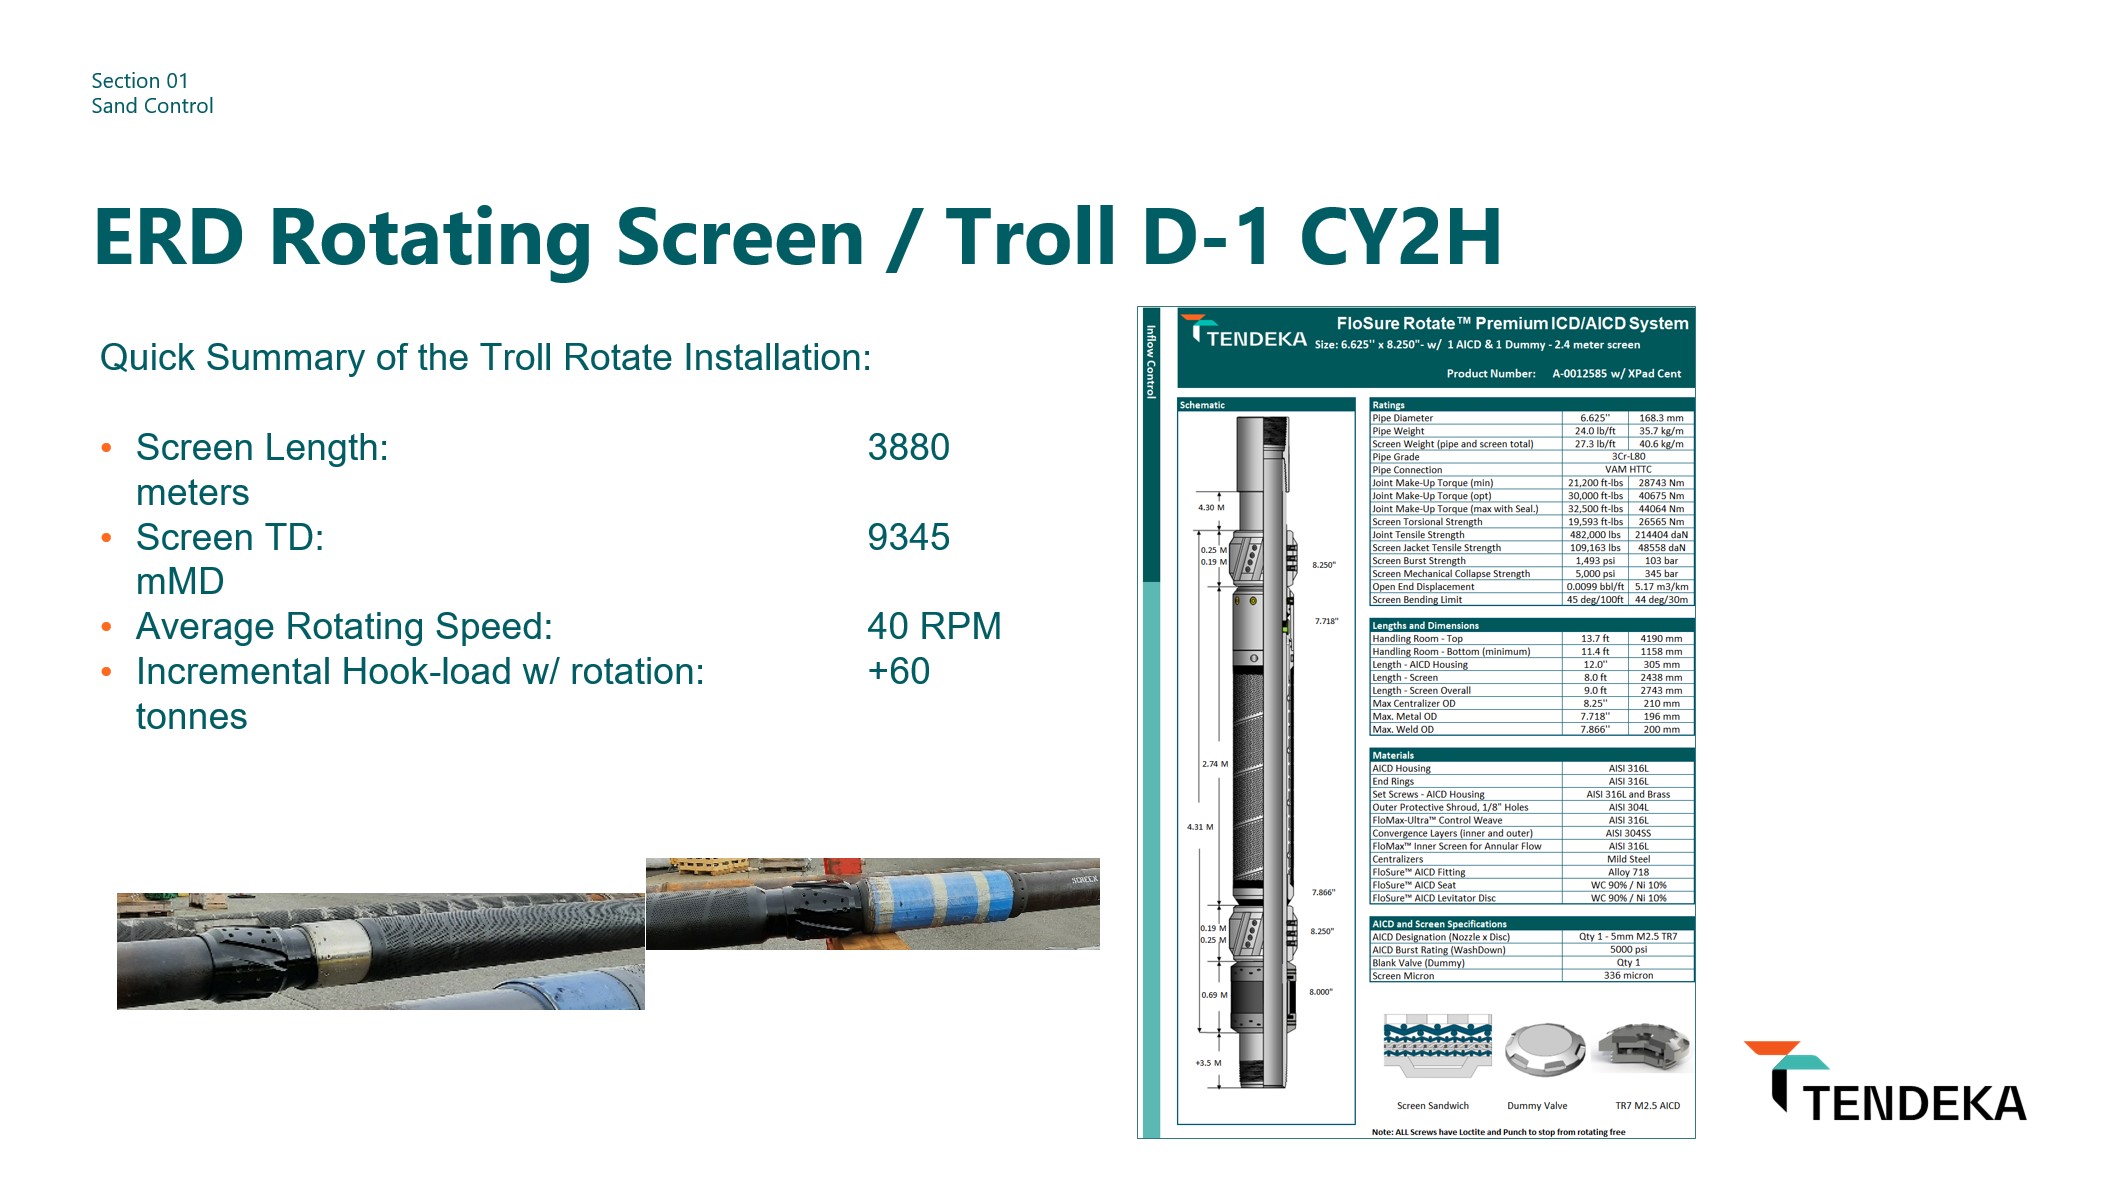 Section 01
Sand Control
ERD Rotating Screen / Troll D-1 CY2H
Quick Summary of the Troll Rotate Installation:
• Screen Length: 3880
meters
• Screen TD: 9345
mMD
• Average Rotating Speed: 40 RPM
• Incremental Hook-load w/ rotation: +60
tonnes
SCREEN
Inflow Control
TENDEKA
FloSure Rotate™ Premium ICD/AICD System
Size: 6.625'' x 8.250"- w/ 1 AICD & 1 Dummy - 2.4 meter screen
Product Number: A-0012585 w/ XPad Cent
Schematic
4.30 M
0.25 M
0.19 M
8.250"
7.718"
2.74 M
4.31 M
7.866"
0.19 M
0.25 M
8.250"
0.69 M
8.000"
+3.5 M
Ratings
Pipe Diameter 6.625'' 168.3 mm
Pipe Weight 24.0 lb/ft 35.7 kg/m
Screen Weight (pipe and screen total) 27.3 lb/ft 40.6 kg/m
Pipe Grade 3Cr-L80
Pipe Connection VAM HTTC
Joint Make-Up Torque (min) 21,200 ft-lbs 28743 Nm
Joint Make-Up Torque (opt) 30,000 ft-lbs 40675 Nm
Joint Make-Up Torque (max with Seal.) 32,500 ft-lbs 44064 Nm
Screen Torsional Strength 19,593 ft-lbs 26565 Nm
Joint Tensile Strength 482,000 lbs 214404 daN
Screen Jacket Tensile Strength 109,163 lbs 48558 daN
Screen Burst Strength 1,493 psi 103 bar
Screen Mechanical Collapse Strength 5,000 psi 345 bar
Open End Displacement 0.0099 bbl/ft 5.17 m3/km
Screen Bending Limit 45 deg/100ft 44 deg/30m
Lengths and Dimensions
Handling Room - Top 13.7 ft 4190 mm
Handling Room - Bottom (minimum) 11.4 ft 1158 mm
Length - AICD Housing 12.0'' 305 mm
Length - Screen 8.0 ft 2438 mm
Length - Screen Overall 9.0 ft 2743 mm
Max Centralizer OD 8.25'' 210 mm
Max. Metal OD 7.718'' 196 mm
Max. Weld OD 7.866'' 200 mm
Materials
AICD Housing AISI 316L
End Rings AISI 316L
Set Screws - AICD Housing AISI 316L and Brass
Outer Protective Shroud, 1/8" Holes AISI 304L
FloMax-Ultra™ Control Weave AISI 316L
Convergence Layers (inner and outer) AISI 304SS
FloMax™ Inner Screen for Annular Flow AISI 316L
Centralizers Mild Steel
FloSure™ AICD Fitting Alloy 718
FloSure™ AICD Seat WC 90% / Ni 10%
FloSure™ AICD Levitator Disc WC 90% / Ni 10%
AICD and Screen Specifications
AICD Designation (Nozzle x Disc) Qty 1 - 5mm M2.5 TR7
AICD Burst Rating (WashDown) 5000 psi
Blank Valve (Dummy) Qty 1
Screen Micron 336 micron
Screen Sandwich Dummy Valve TR7 M2.5 AICD
Note: ALL Screws have Loctite and Punch to stop from rotating free
TENDEKA